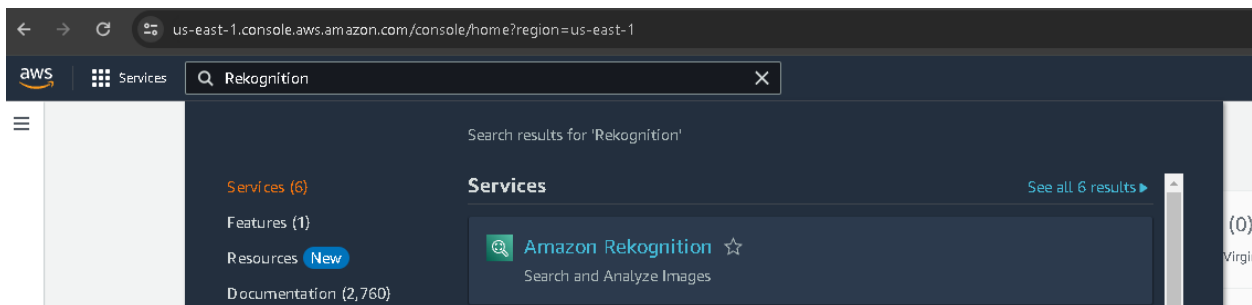 us-east-1.console.aws.amazon.com/console/home?region=us-east-1
aws Services Rekognition
Search results for 'Rekognition'
Services (6)
Services See all 6 results
Features (1)
(0)
Amazon Rekognition
Resources New
Virgi
Search and Analyze Images
Documentation (2,760)